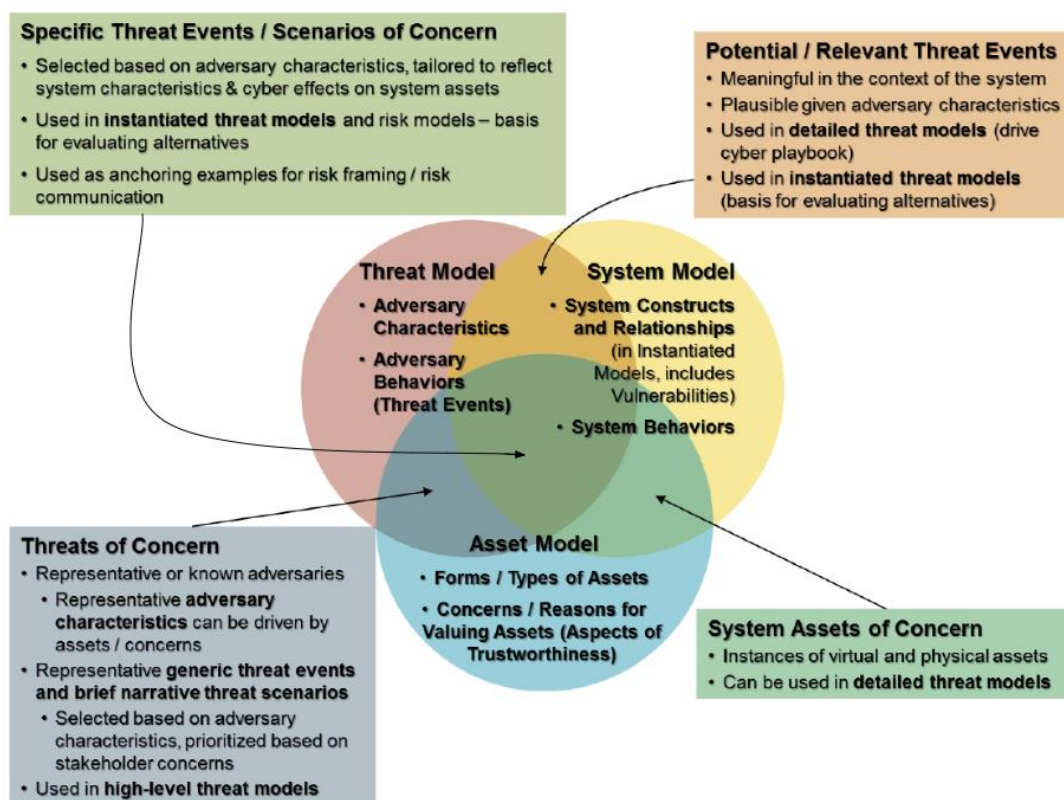 Specific Threat Events / Scenarios of Concern
• Selected based on adversary characteristics, tailored to reflect
system characteristics & cyber effects on system assets
• Used in instantiated threat models and risk models – basis
for evaluating alternatives
• Used as anchoring examples for risk framing / risk
communication
Potential / Relevant Threat Events
• Meaningful in the context of the system
• Plausible given adversary characteristics
• Used in detailed threat models (drive
cyber playbook)
• Used in instantiated threat models
(basis for evaluating alternatives)
Threat Model
• Adversary
Characteristics
• Adversary
Behaviors
(Threat Events)
System Model
• System Constructs
and Relationships
(in Instantiated
Models, includes
Vulnerabilities)
• System Behaviors
Asset Model
• Forms / Types of Assets
• Concerns / Reasons for
Valuing Assets (Aspects of
Trustworthiness)
Threats of Concern
• Representative or known adversaries
• Representative adversary
characteristics can be driven by
assets / concerns
• Representative generic threat events
and brief narrative threat scenarios
• Selected based on adversary
characteristics, prioritized based on
stakeholder concerns
• Used in high-level threat models
System Assets of Concern
• Instances of virtual and physical assets
• Can be used in detailed threat models